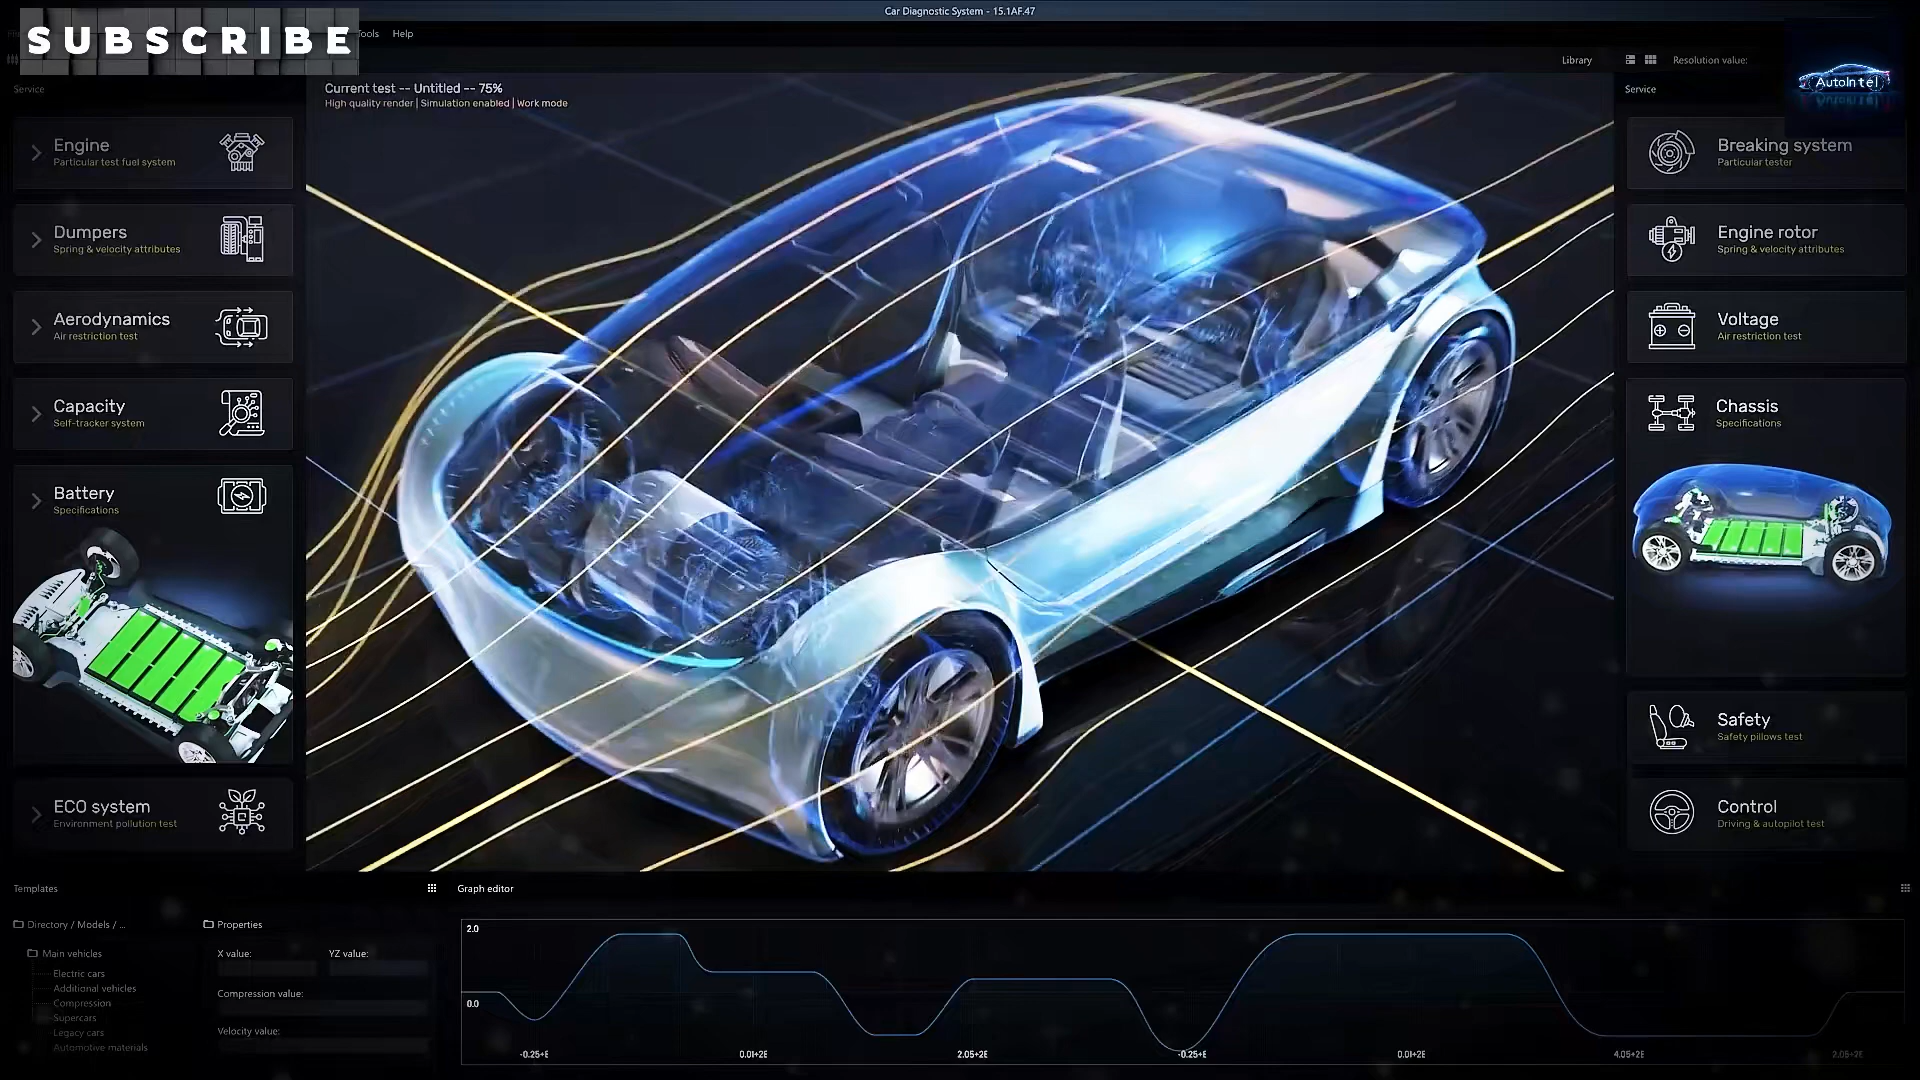 Car Diagnostic System - 15.1AF.47
SUBSCRIBE
Tools Help
Library
Resolution value:
AutoIntel
Service
Current test -- Untitled -- 75%
High quality render | Simulation enabled | Work mode
Service
Engine
Particular test fuel system
Dumpers
Spring & velocity attributes
Aerodynamics
Air restriction test
Capacity
Self-tracker system
Battery
Specifications
ECO system
Environment pollution test
Breaking system
Particular tester
Engine rotor
Spring & velocity attributes
Voltage
Air restriction test
Chassis
Specifications
Safety
Safety pillows test
Control
Driving & autopilot test
Templates
Directory / Models / ...
Main vehicles
Electric cars
Additional vehicles
Compression
Supercars
Legacy cars
Automotive materials
Properties
X value: YZ value:
Compression value:
Velocity value:
Graph editor
2.0
0.0
-0.25+E 0.01+2E 2.05+2E -0.25+E 0.01+2E 4.05+2E 2.05+2E